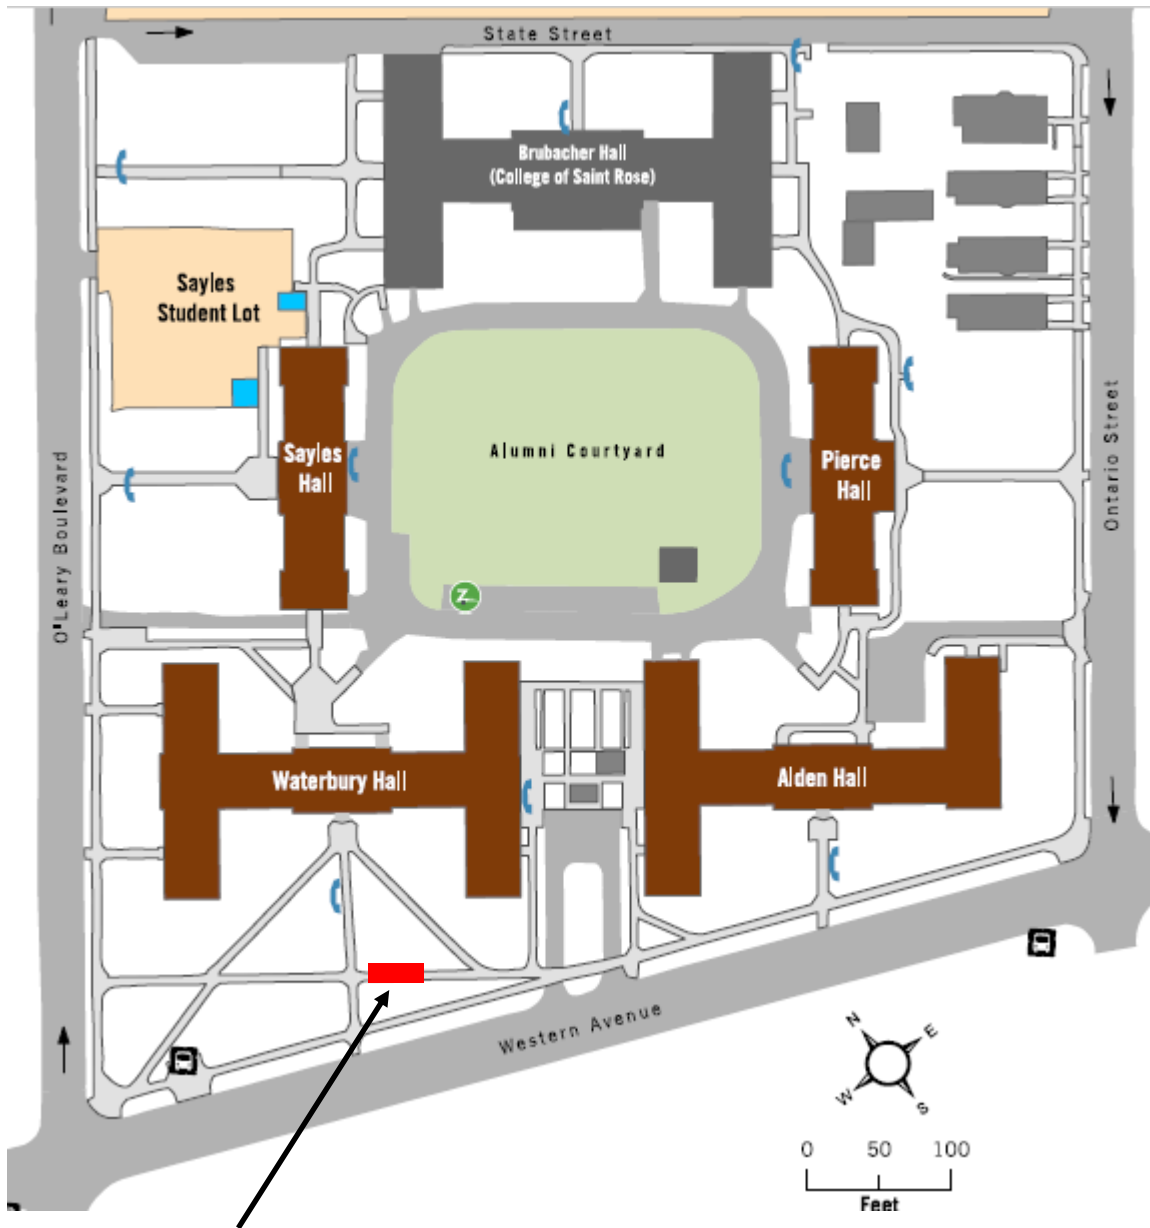 State Street
Brubacher Hall
(College of Saint Rose)
Sayles
Student Lot
Sayles
Hall
Alumni Courtyard
Pierce
Hall
Ontario Street
O'Leary Boulevard
Z
Waterbury Hall
Alden Hall
Western Avenue
N
E
W
S
0 50 100
Feet